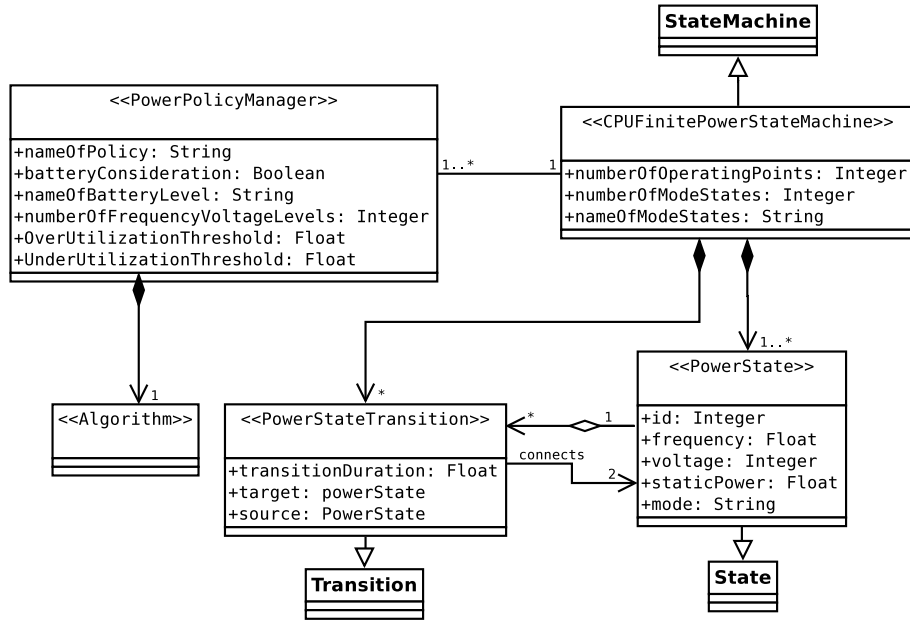 StateMachine
<<PowerPolicyManager>>
+nameOfPolicy: String
+batteryConsideration: Boolean
+nameOfBatteryLevel: String
+numberOfFrequencyVoltageLevels: Integer
+OverUtilizationThreshold: Float
+UnderUtilizationThreshold: Float
1..*
1
<<CPUFinitePowerStateMachine>>
+numberOfOperatingPoints: Integer
+numberOfModeStates: Integer
+nameOfModeStates: String
1
*
1..*
<<Algorithm>>
<<PowerStateTransition>>
+transitionDuration: Float
+target: powerState
+source: PowerState
*
1
connects
2
<<PowerState>>
+id: Integer
+frequency: Float
+voltage: Integer
+staticPower: Float
+mode: String
Transition
State